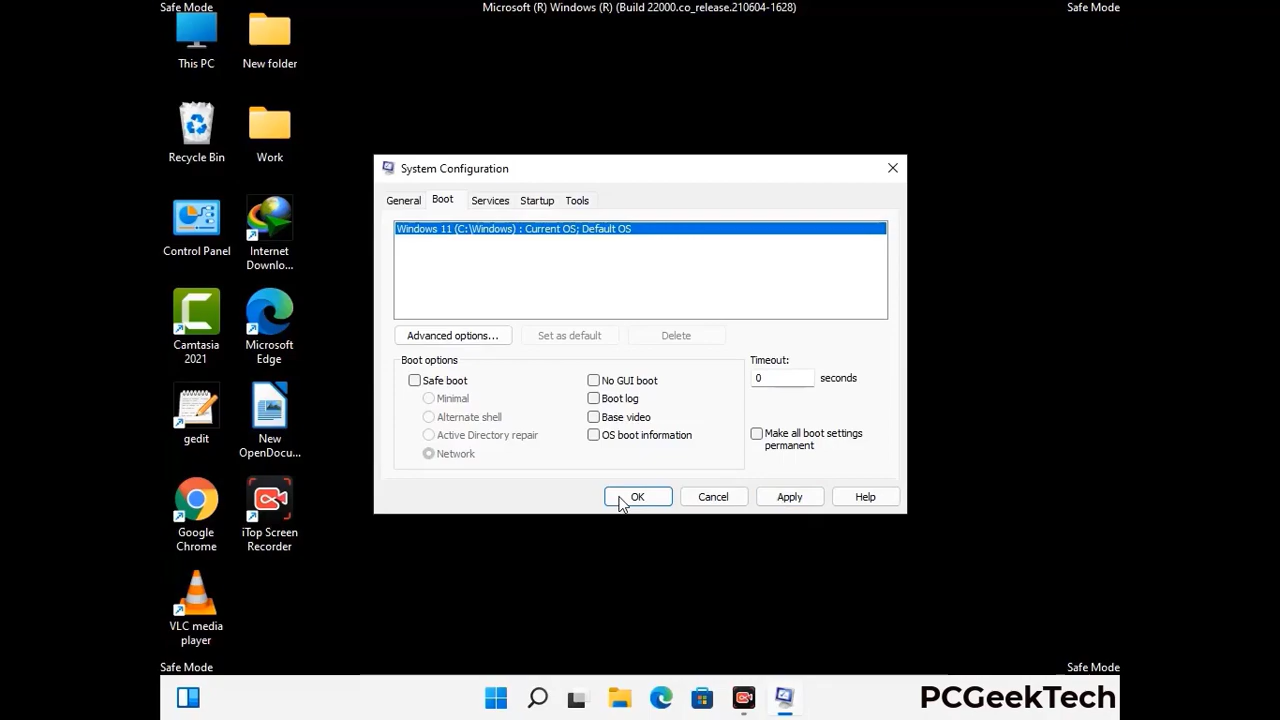 Safe Mode
Microsoft (R) Windows (R) (Build 22000.co_release.210604-1628)
Safe Mode
This PC
New folder
Recycle Bin
Work
Control Panel
Internet
Downlo...
Camtasia
2021
Microsoft
Edge
gedit
New
OpenDocu...
Google
Chrome
iTop Screen
Recorder
VLC media
player
System Configuration
General
Boot
Services
Startup
Tools
Windows 11 (C:\Windows) : Current OS; Default OS
Advanced options...
Set as default
Delete
Boot options
Safe boot
Minimal
Alternate shell
Active Directory repair
Network
No GUI boot
Boot log
Base video
OS boot information
Timeout:
0 seconds
Make all boot settings
permanent
OK
Cancel
Apply
Help
Safe Mode
Safe Mode
PCGeekTech